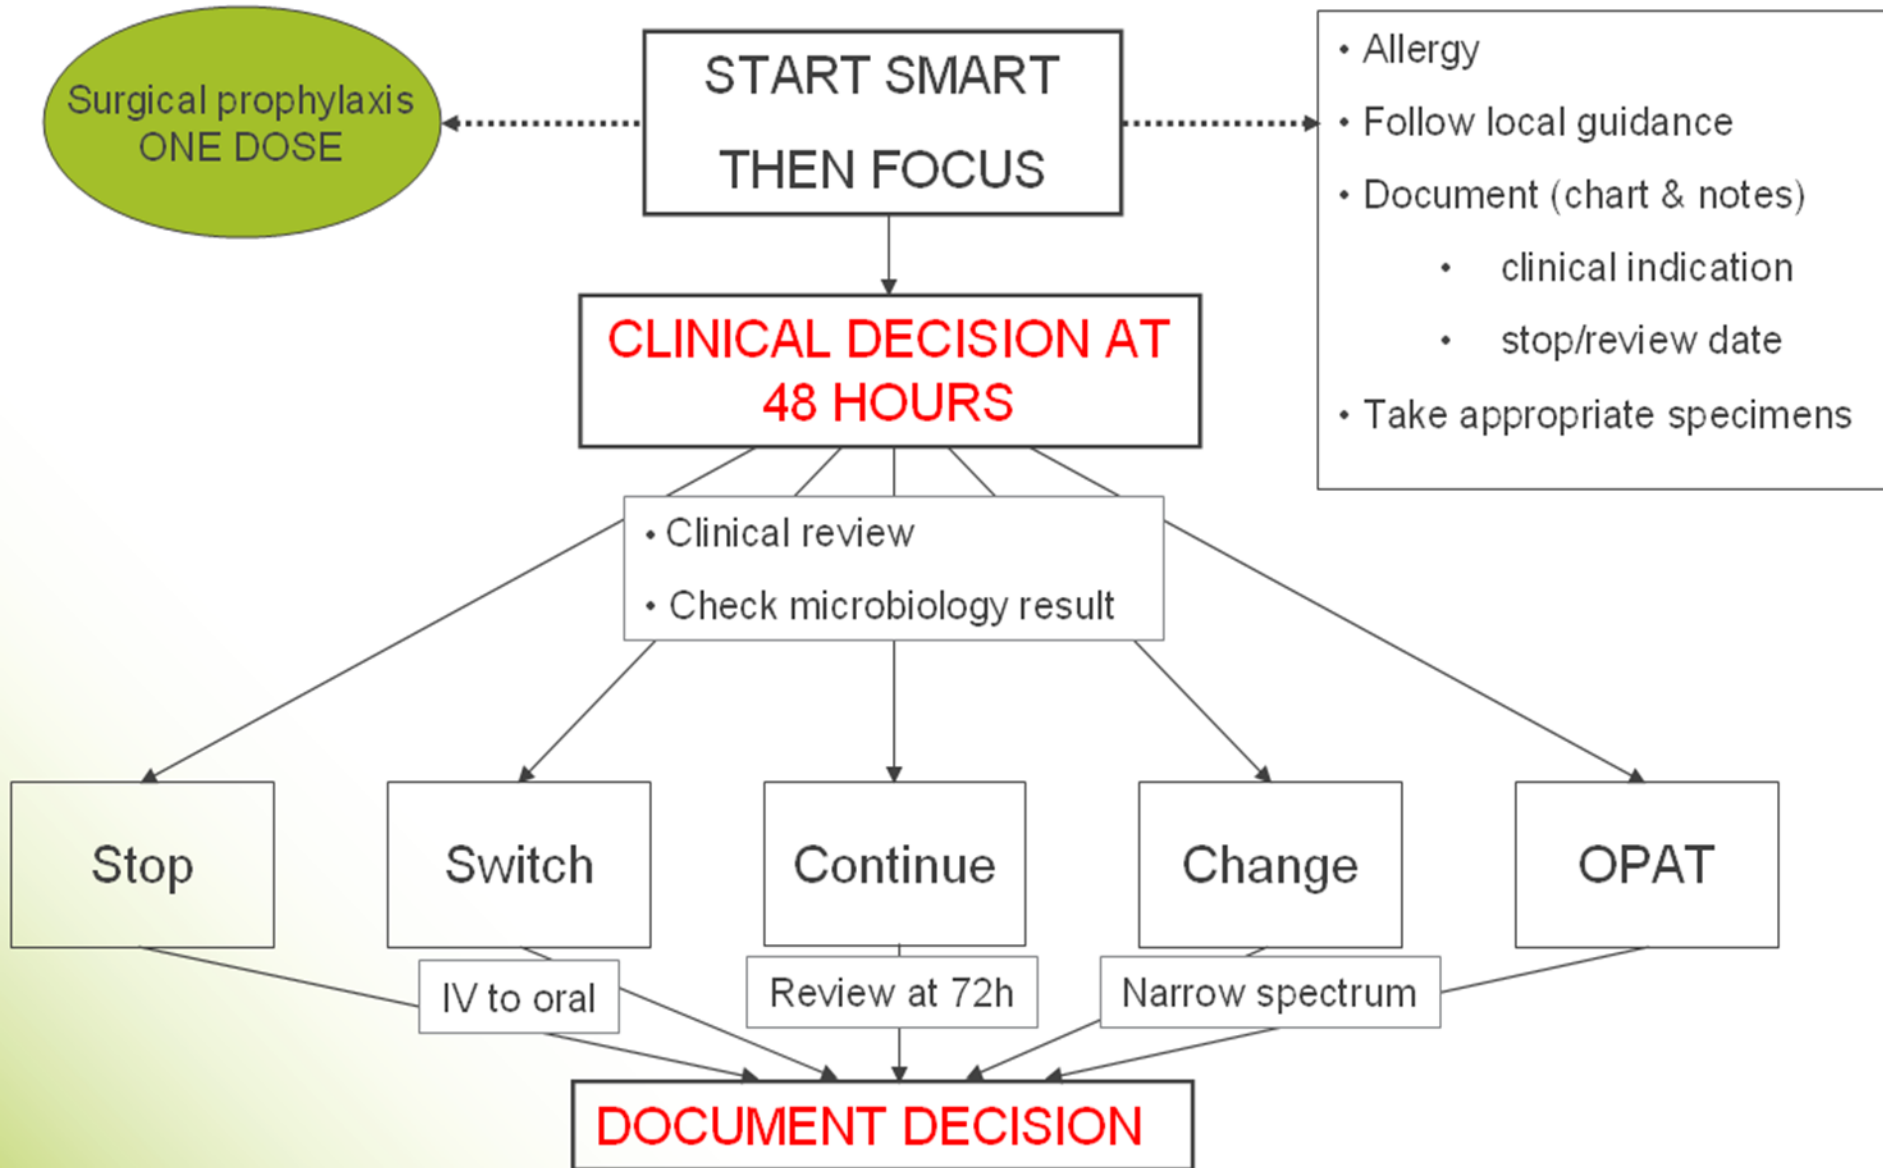 Surgical prophylaxis
ONE DOSE
START SMART
THEN FOCUS
• Allergy
• Follow local guidance
• Document (chart & notes)
• clinical indication
• stop/review date
• Take appropriate specimens
CLINICAL DECISION AT
48 HOURS
• Clinical review
• Check microbiology result
Stop
Switch
Continue
Change
OPAT
IV to oral
Review at 72h
Narrow spectrum
DOCUMENT DECISION